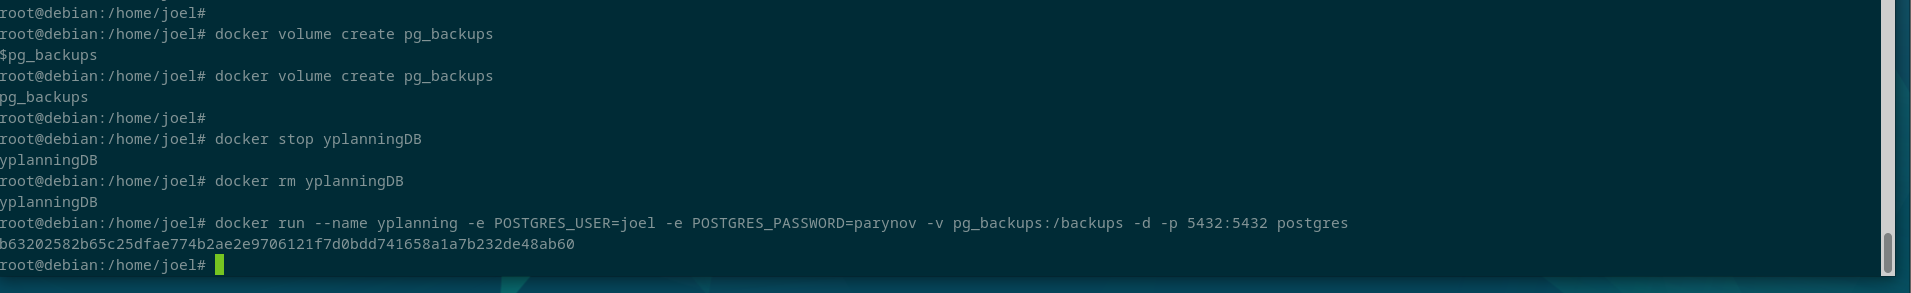 root@debian:/home/joel#
root@debian:/home/joel# docker volume create pg_backups
$pg_backups
root@debian:/home/joel# docker volume create pg_backups
pg_backups
root@debian:/home/joel#
root@debian:/home/joel# docker stop yplanningDB
yplanningDB
root@debian:/home/joel# docker rm yplanningDB
yplanningDB
root@debian:/home/joel# docker run --name yplanning -e POSTGRES_USER=joel -e POSTGRES_PASSWORD=parynov -v pg_backups:/backups -d -p 5432:5432 postgres
b63202582b65c25dfae774b2ae2e9706121f7d0bdd741658a1a7b232de48ab60
root@debian:/home/joel#